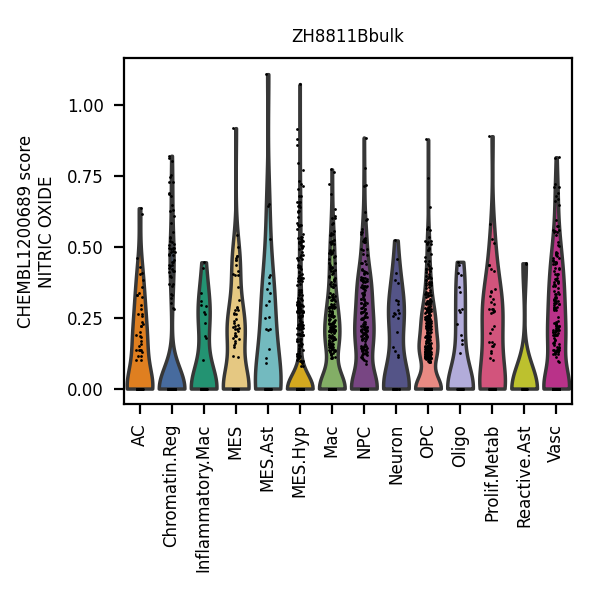 ZH8811Bbulk
CHEMBL1200689 score
NITRIC OXIDE
1.00
0.75
0.50
0.25
0.00
AC
Chromatin.Reg
Inflammatory.Mac
MES
MES.Ast
MES.Hyp
Mac
NPC
Neuron
OPC
Oligo
Prolif.Metab
Reactive.Ast
Vasc